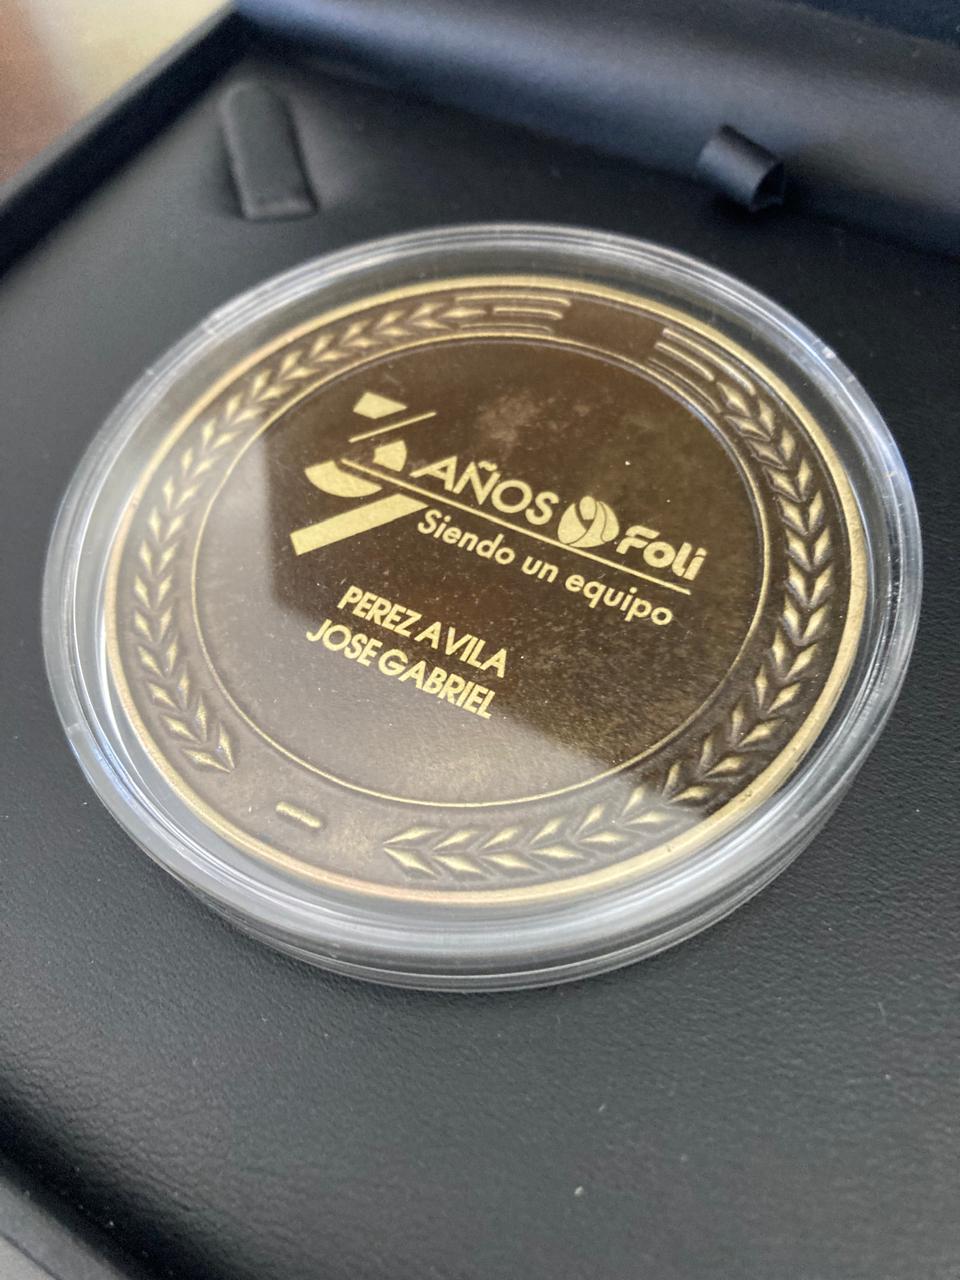 AÑOS Foli
Siendo un equipo
PEREZ AVILA
JOSE GABRIEL